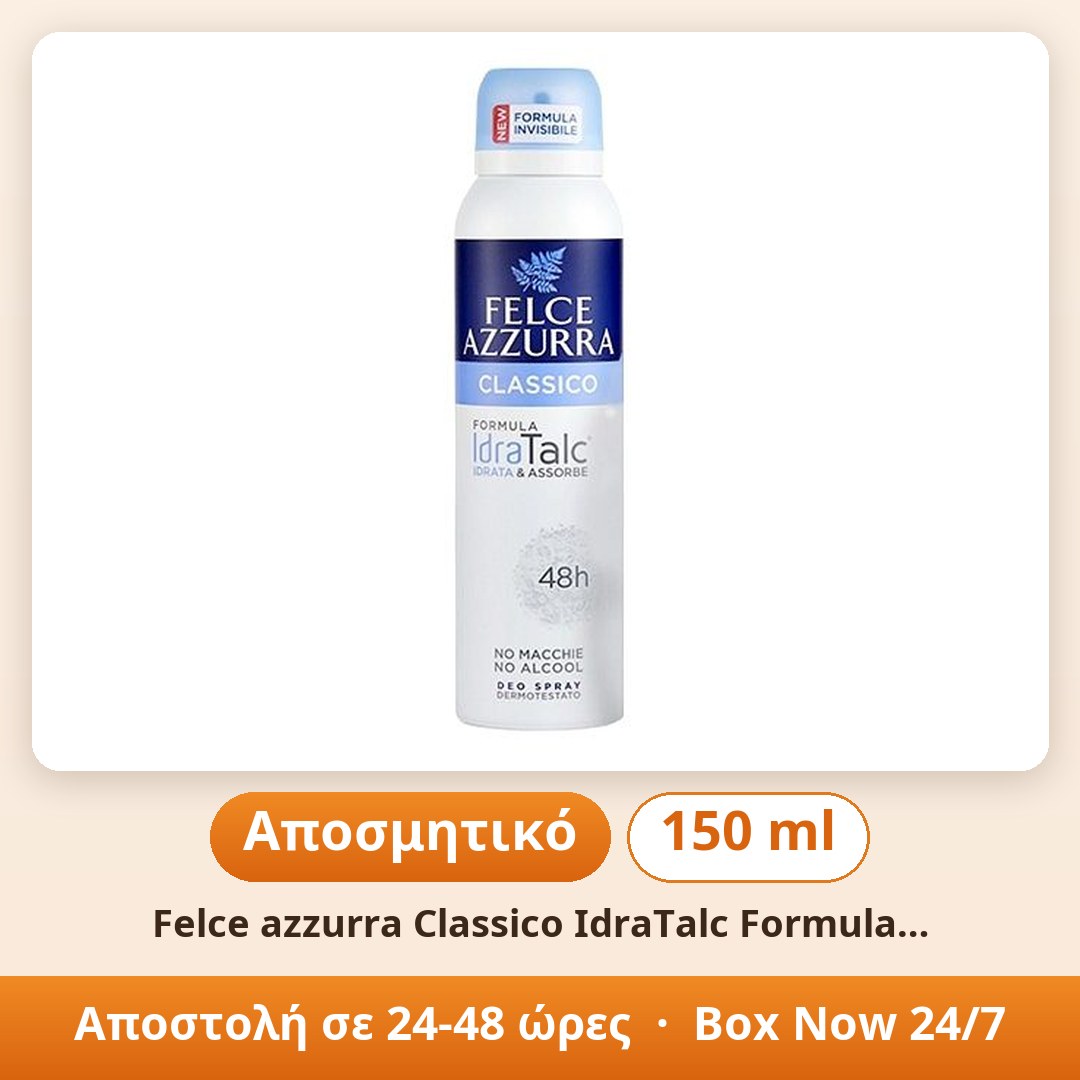 NEW
FORMULA
INVISIBILE
FELCE
AZZURRA
CLASSICO
FORMULA
IdraTalc
IDRATA & ASSORBE
48h
NO MACCHIE
NO ALCOOL
DEO SPRAY
DERMOTESTATO
Αποσμητικό
150 ml
Felce azzurra Classico IdraTalc Formula...
Αποστολή σε 24-48 ώρες · Box Now 24/7